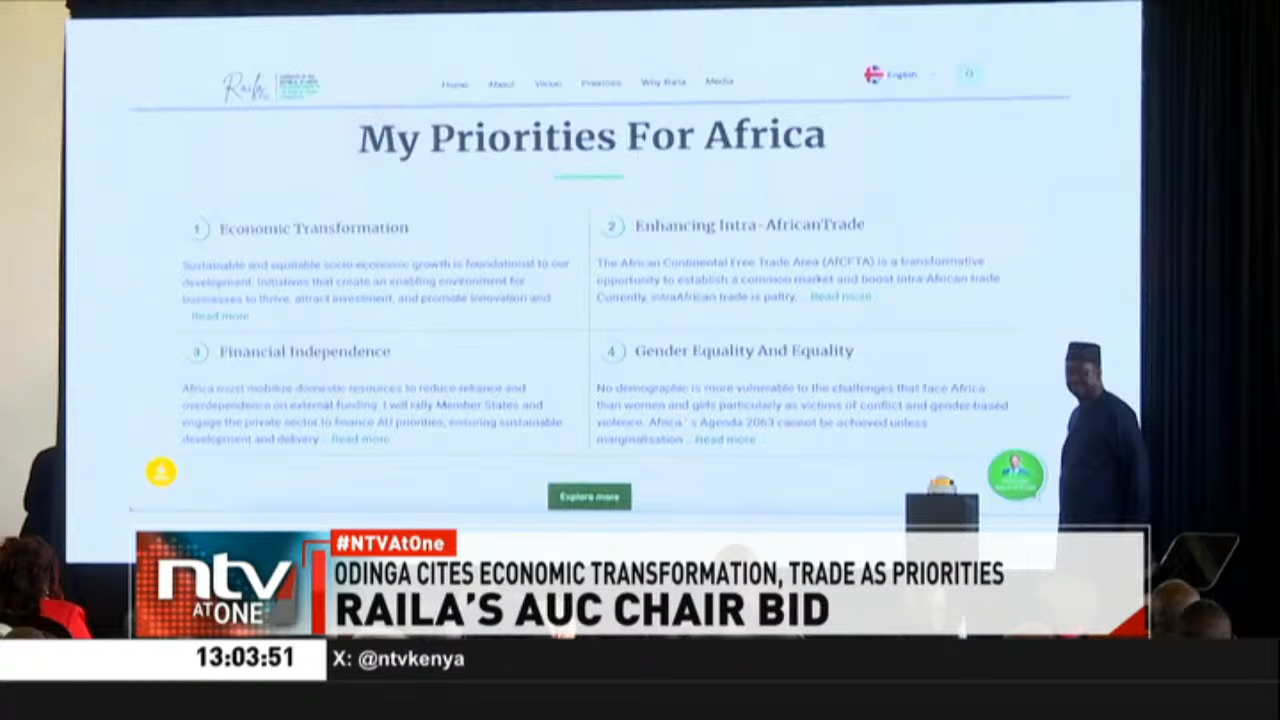 Raila
Home About Vision Priorities Why Raila Media
English
My Priorities For Africa
1 Economic Transformation
Sustainable and equitable socio-economic growth is foundational to our
development. Initiatives that create an enabling environment for
businesses to thrive, attract investment, and promote innovation and
Read more
2 Enhancing Intra-AfricanTrade
The African Continental Free Trade Area (AfCFTA) is a transformative
opportunity to establish a common market and boost intra-African trade
Currently, intraAfrican trade is paltry, .. Read more
3 Financial Independence
Africa must mobilize domestic resources to reduce reliance and
overdependence on external funding. I will rally Member States and
engage the private sector to finance AU priorities, ensuring sustainable
development and delivery .. Read more
4 Gender Equality And Equality
No demographic is more vulnerable to the challenges that face Africa
than women and girls particularly as victims of conflict and gender-based
violence. Africa`s Agenda 2063 cannot be achieved unless
marginalisation .. Read more
Explore more
#NTVAtOne
ntv
AT ONE
ODINGA CITES ECONOMIC TRANSFORMATION, TRADE AS PRIORITIES
RAILA'S AUC CHAIR BID
13:03:51
X: @ntvkenya